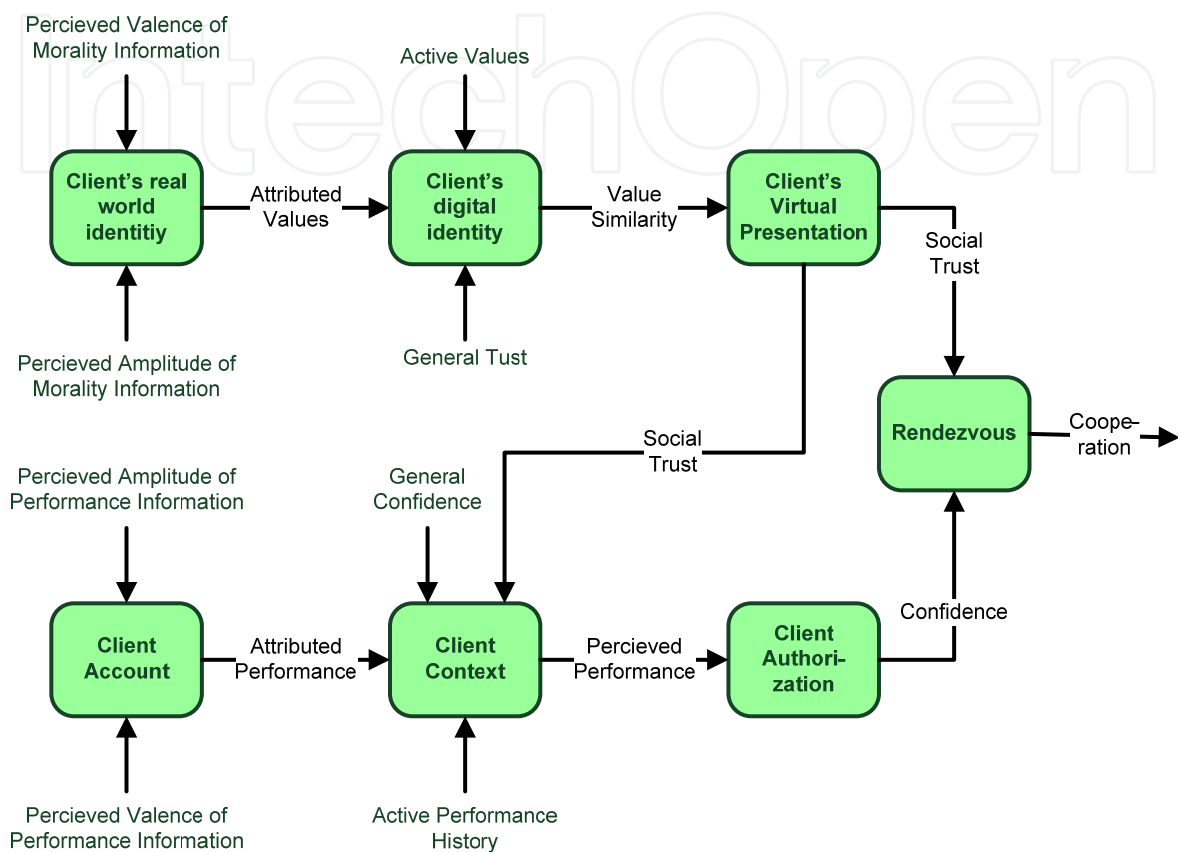 IntechOpen
Percieved Valence of
Morality Information
Active Values
Client's real
world
identitiy
Attributed
Values
Client's
digital
identity
Value
Similarity
Client's
Virtual
Presentation
Social
Trust
Percieved Amplitude of
Morality Information
General Tust
Rendezvous
Coope-
ration
Percieved Amplitude of
Performance Information
General
Confidence
Social
Trust
Client
Account
Attributed
Performance
Client
Context
Percieved
Performance
Client
Authori-
zation
Confidence
Percieved Valence of
Performance Information
Active Performance
History